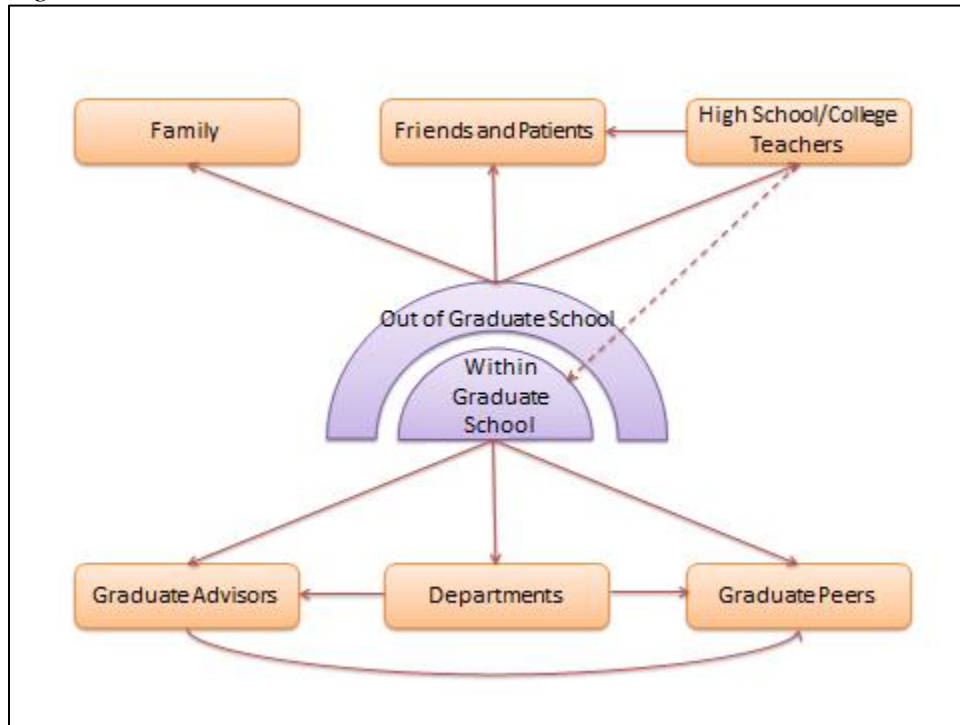 Family
Friends and Patients
High School/College
Teachers
Out of Graduate School
Within
Graduate
School
Graduate Advisors
Departments
Graduate Peers